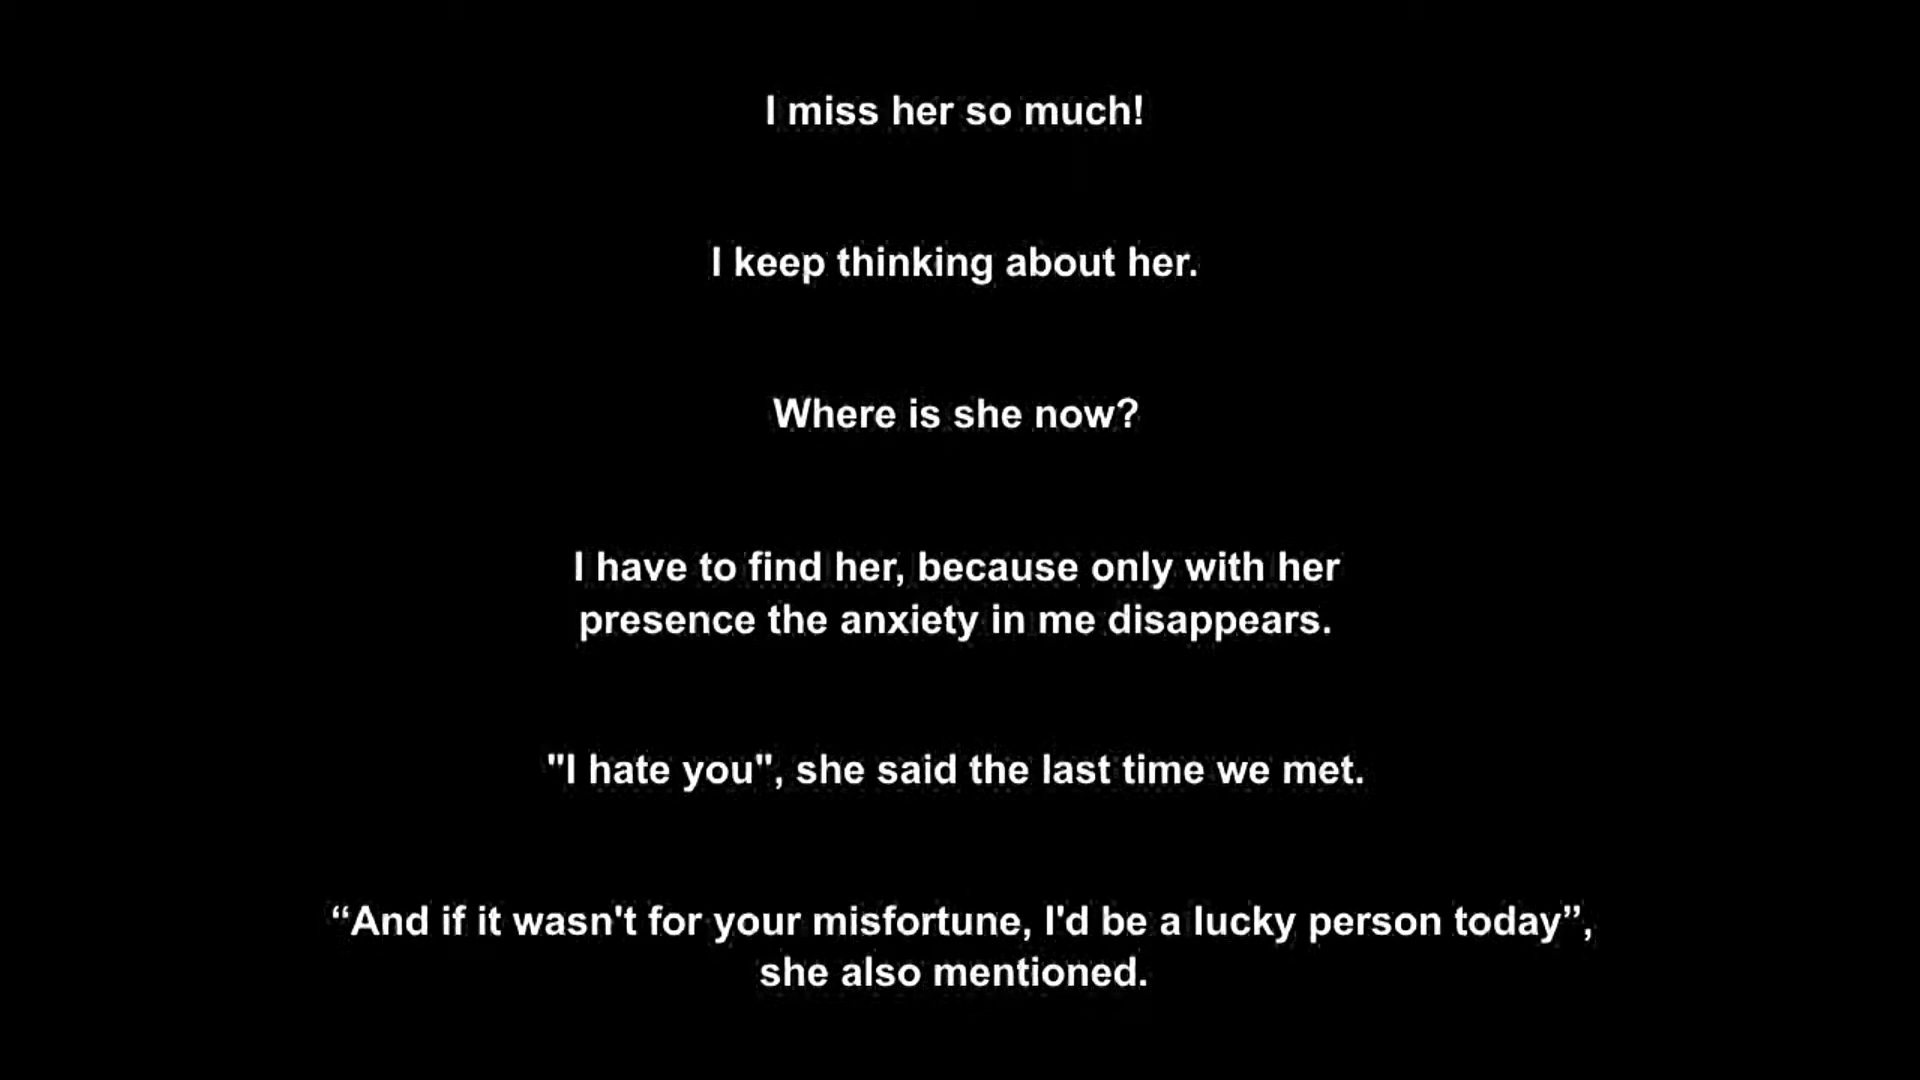 I miss her so much!
I keep thinking about her.
Where is she now?
I have to find her, because only with her
presence the anxiety in me disappears.
"I hate you", she said the last time we met.
“And if it wasn't for your misfortune, I'd be a lucky person today”,
she also mentioned.